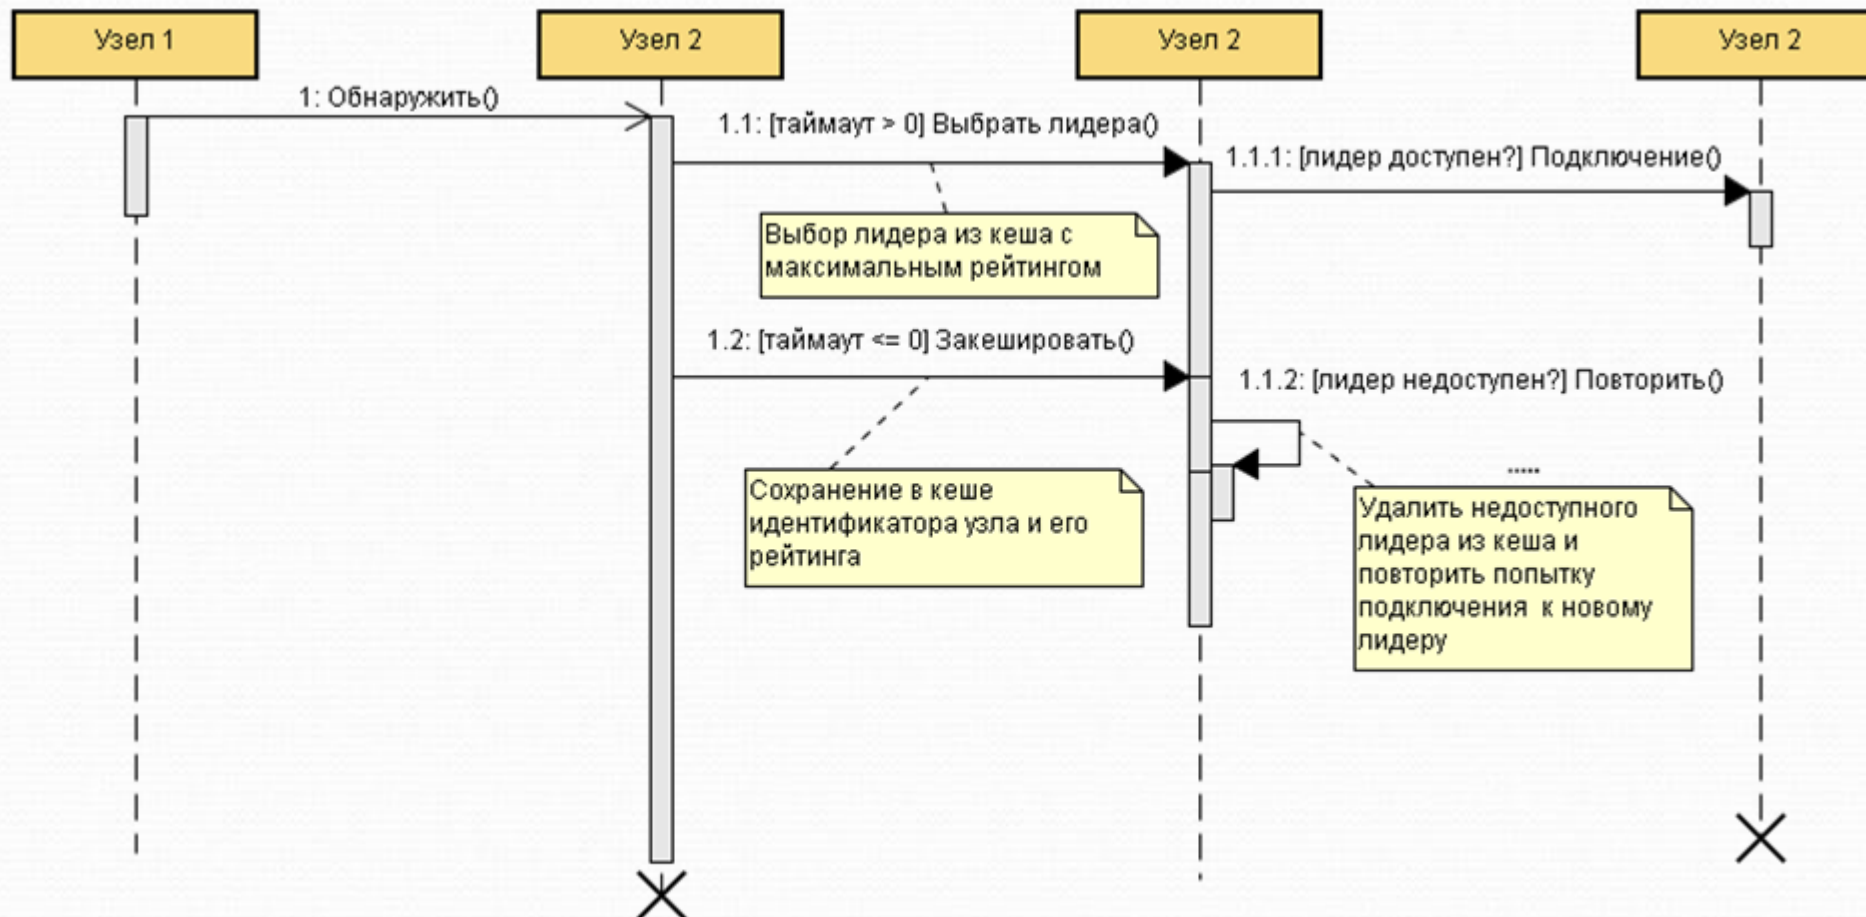 Узел 1
Узел 2
Узел 2
Узел 2
1: Обнаружить()
1.1: [таймаут > 0] Выбрать лидера()
1.1.1: [лидер доступен?] Подключение()
Выбор лидера из кеша с
максимальным рейтингом
1.2: [таймаут <= 0] Закешировать()
1.1.2: [лидер недоступен?] Повторить()
.....
Сохранение в кеше
идентификатора узла и его
рейтинга
Удалить недоступного
лидера из кеша и
повторить попытку
подключения  к новому
лидеру